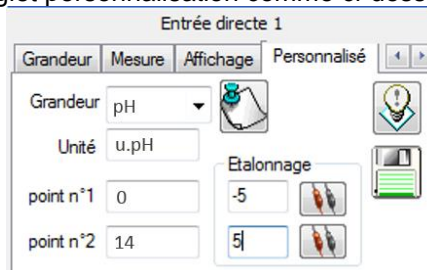 Entrée directe 1
Grandeur Mesure Affichage Personnalisé
Grandeur pH
Unité u.pH
Etalonnage
point n°1 0 -5
point n°2 14 5